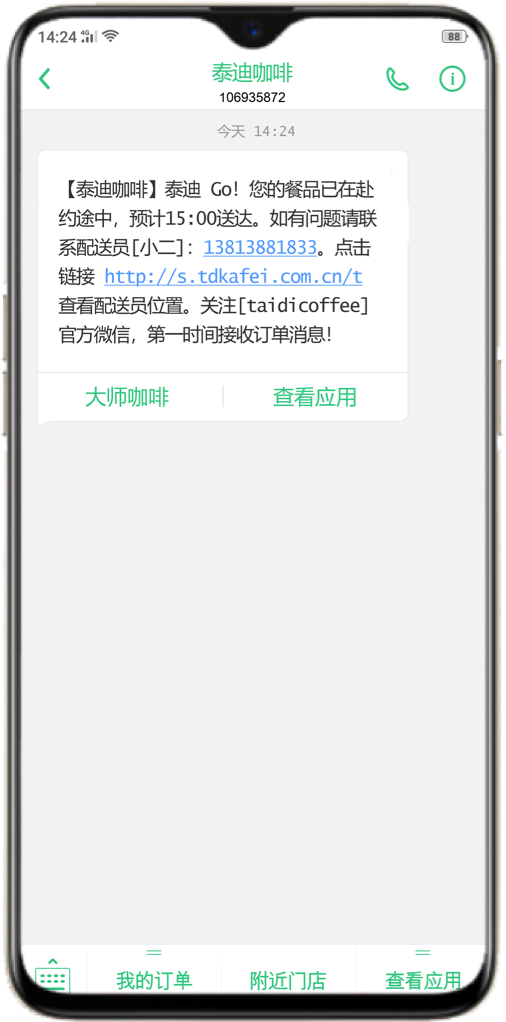 14:24 4G 88
泰迪咖啡
106935872
今天 14:24
【泰迪咖啡】泰迪 Go! 您的餐品已在赴
约途中，预计15:00送达。如有问题请联
系配送员[小二]：13813881833。点击
链接 http://s.tdkafei.com.cn/t
查看配送员位置。关注[taidicoffee]
官方微信，第一时间接收订单消息！
大师咖啡 查看应用
我的订单 附近门店 查看应用